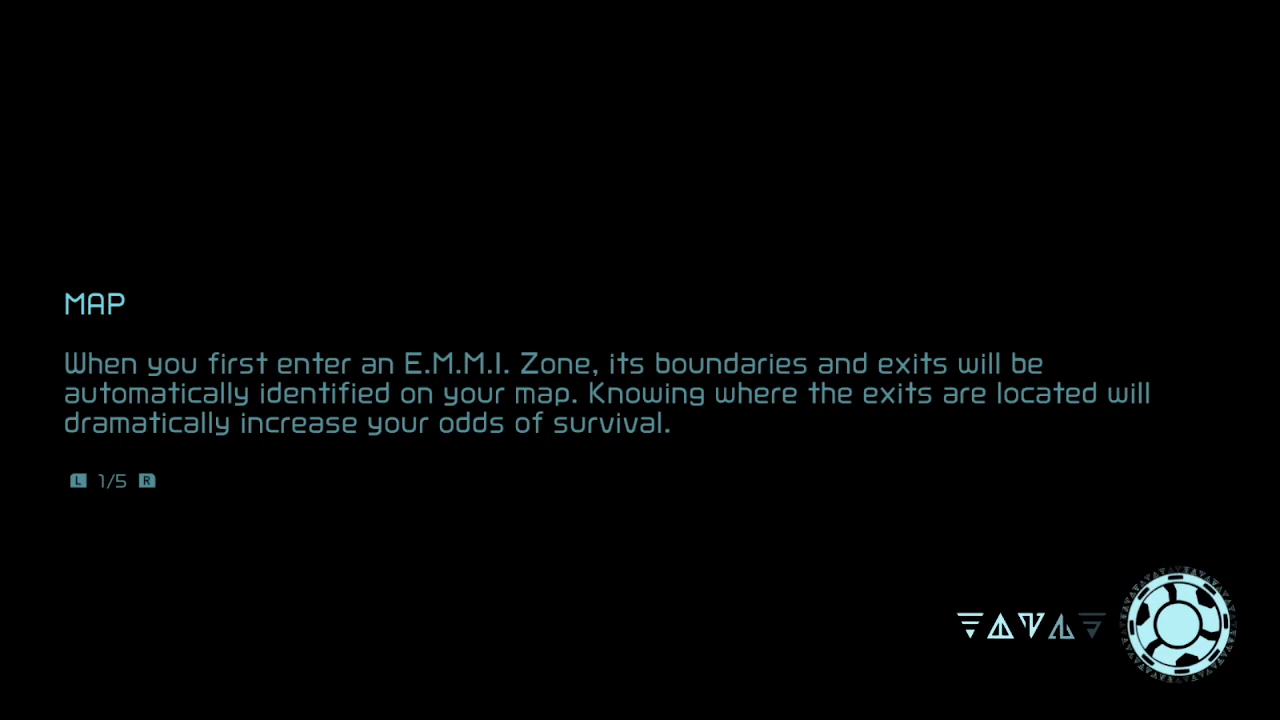 MAP
When you first enter an E.M.M.I. Zone, its boundaries and exits will be
automatically identified on your map. Knowing where the exits are located will
dramatically increase your odds of survival.
L 1/5 R